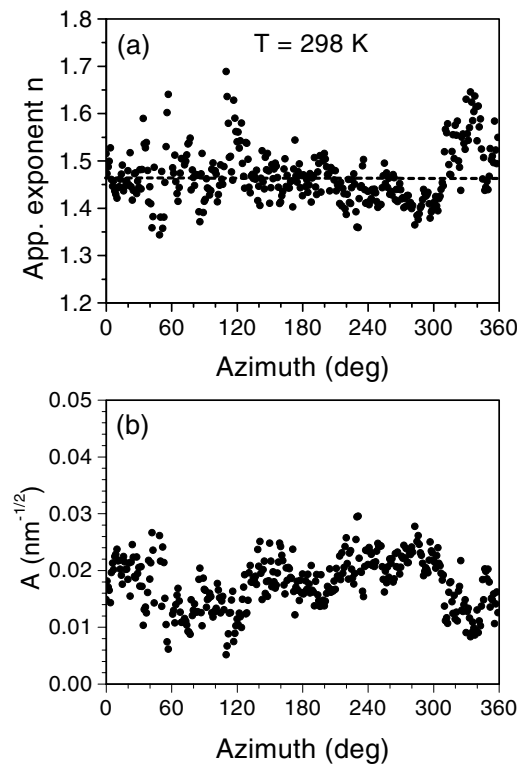 (a)
T = 298 K
App. exponent n
1.8
1.7
1.6
1.5
1.4
1.3
1.2
0 60 120 180 240 300 360
Azimuth (deg)
(b)
A (nm⁻¹ᐟ²)
0.05
0.04
0.03
0.02
0.01
0.00
0 60 120 180 240 300 360
Azimuth (deg)